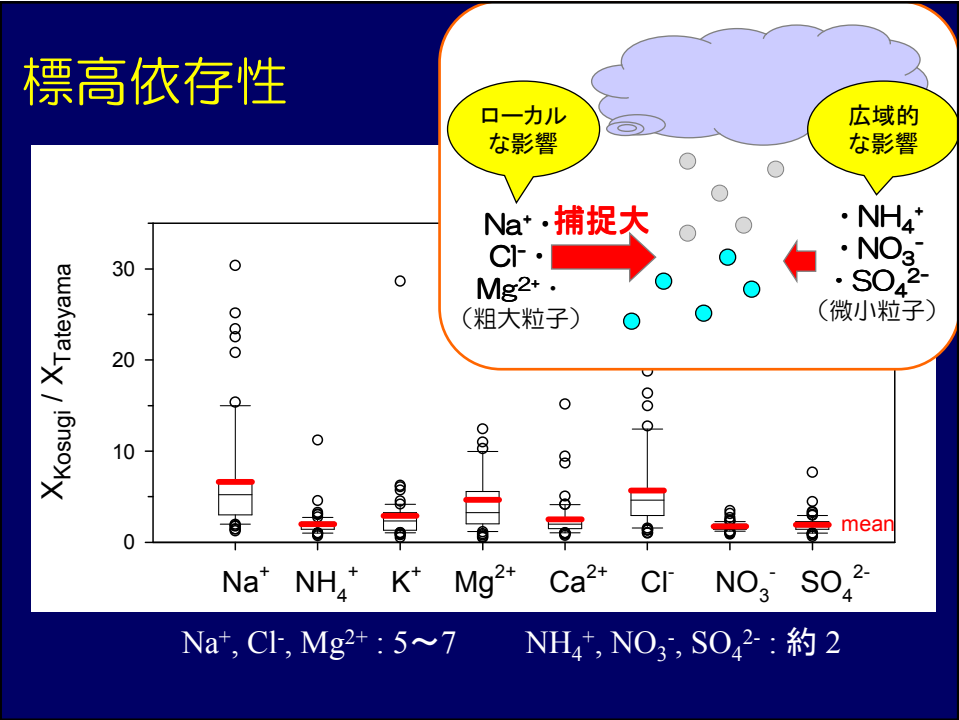 標高依存性
ローカル
な影響
広域的
な影響
Na⁺・捕捉大
Cl⁻・
Mg²⁺・
（粗大粒子）
・NH₄⁺
・NO₃⁻
・SO₄²⁻
（微小粒子）
X_Kosugi / X_Tateyama
30
20
10
0
mean
Na⁺ NH₄⁺ K⁺ Mg²⁺ Ca²⁺ Cl⁻ NO₃⁻ SO₄²⁻
Na⁺, Cl⁻, Mg²⁺ : 5〜7 NH₄⁺, NO₃⁻, SO₄²⁻ : 約 2